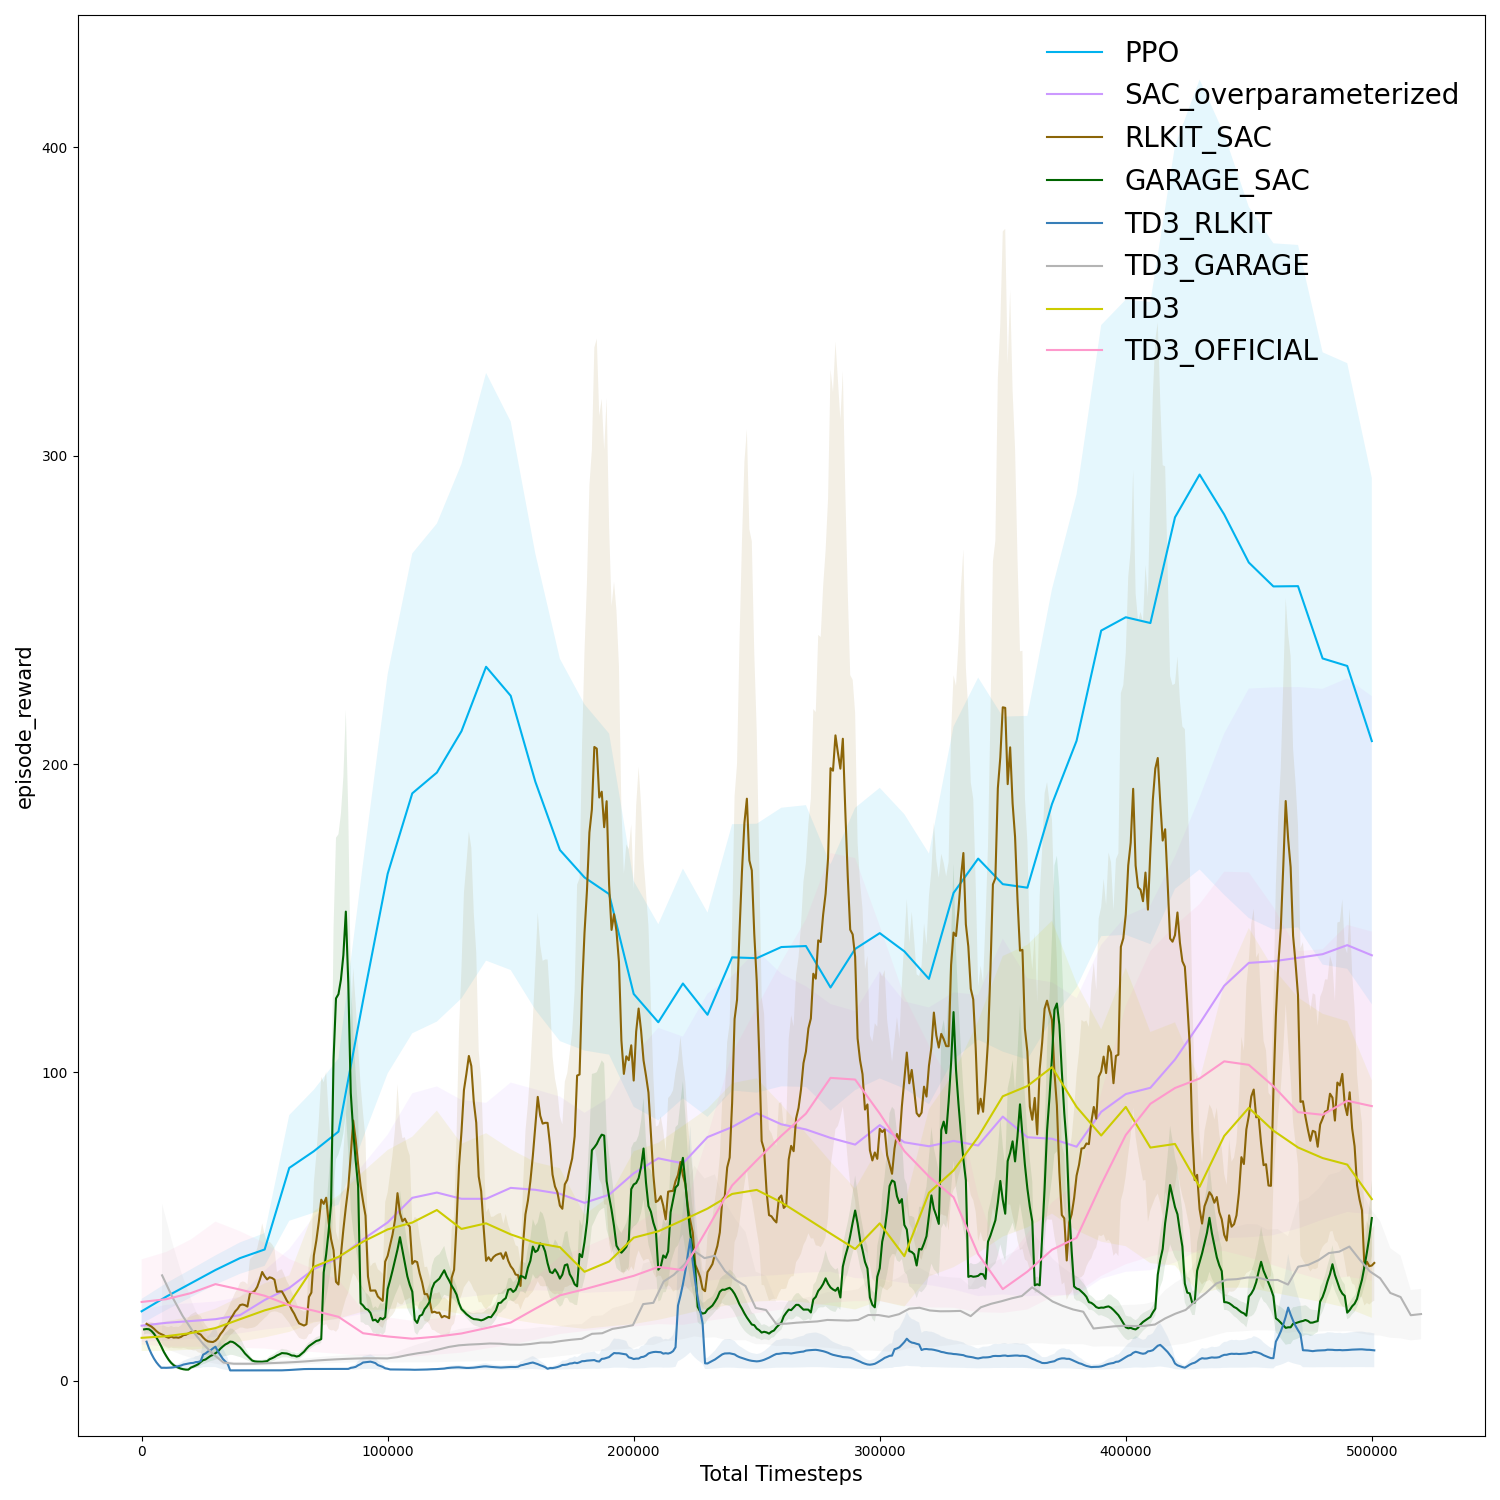 PPO
SAC_overparameterized
RLKIT_SAC
GARAGE_SAC
TD3_RLKIT
TD3_GARAGE
TD3
TD3_OFFICIAL
400
300
200
100
0
episode_reward
0 100000 200000 300000 400000 500000
Total Timesteps